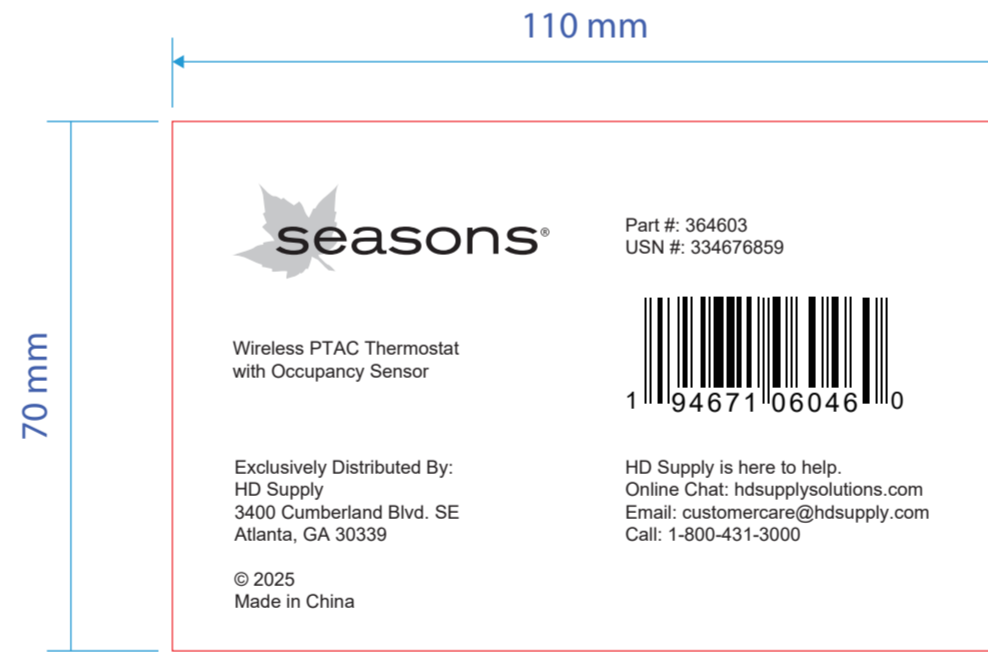 110 mm
70 mm
seasons®
Part #: 364603
USN #: 334676859
Wireless PTAC Thermostat
with Occupancy Sensor
1 94671 06046 0
Exclusively Distributed By:
HD Supply
3400 Cumberland Blvd. SE
Atlanta, GA 30339
HD Supply is here to help.
Online Chat: hdsupplysolutions.com
Email: customercare@hdsupply.com
Call: 1-800-431-3000
© 2025
Made in China